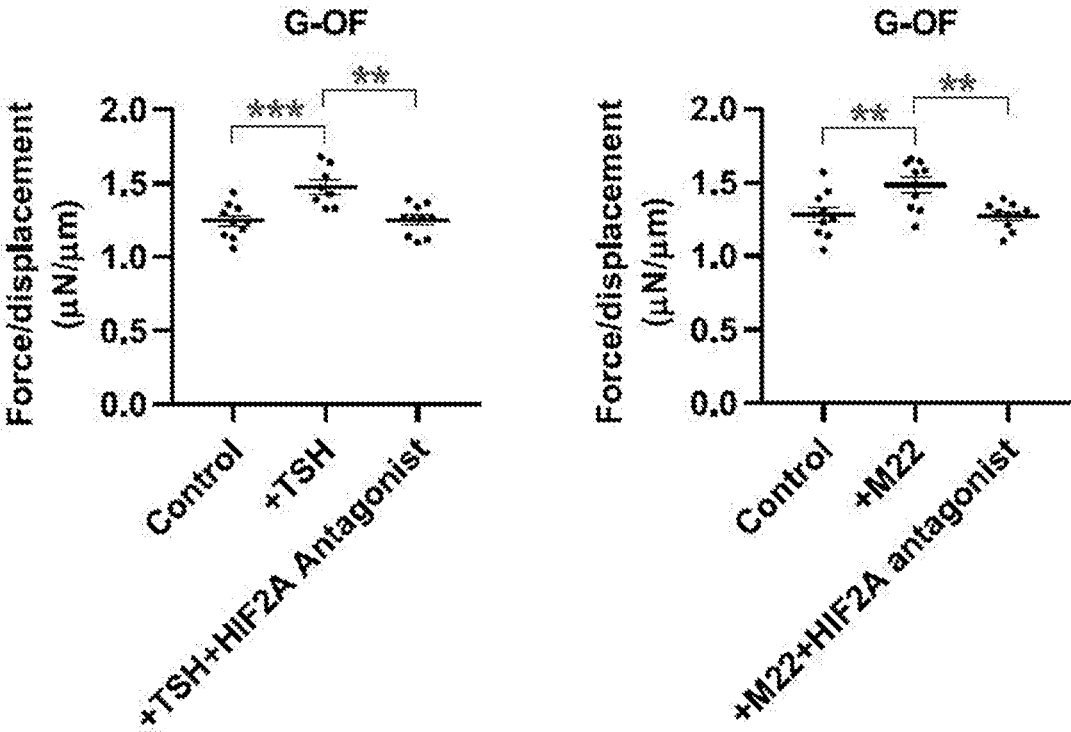 G-OF
Force/displacement
(μN/μm)
2.0
1.5
1.0
0.5
0.0
***
**
Control
+TSH
+TSH+HIF2A Antagonist
G-OF
Force/displacement
(μN/μm)
2.0
1.5
1.0
0.5
0.0
**
**
Control
+M22
+M22+HIF2A antagonist